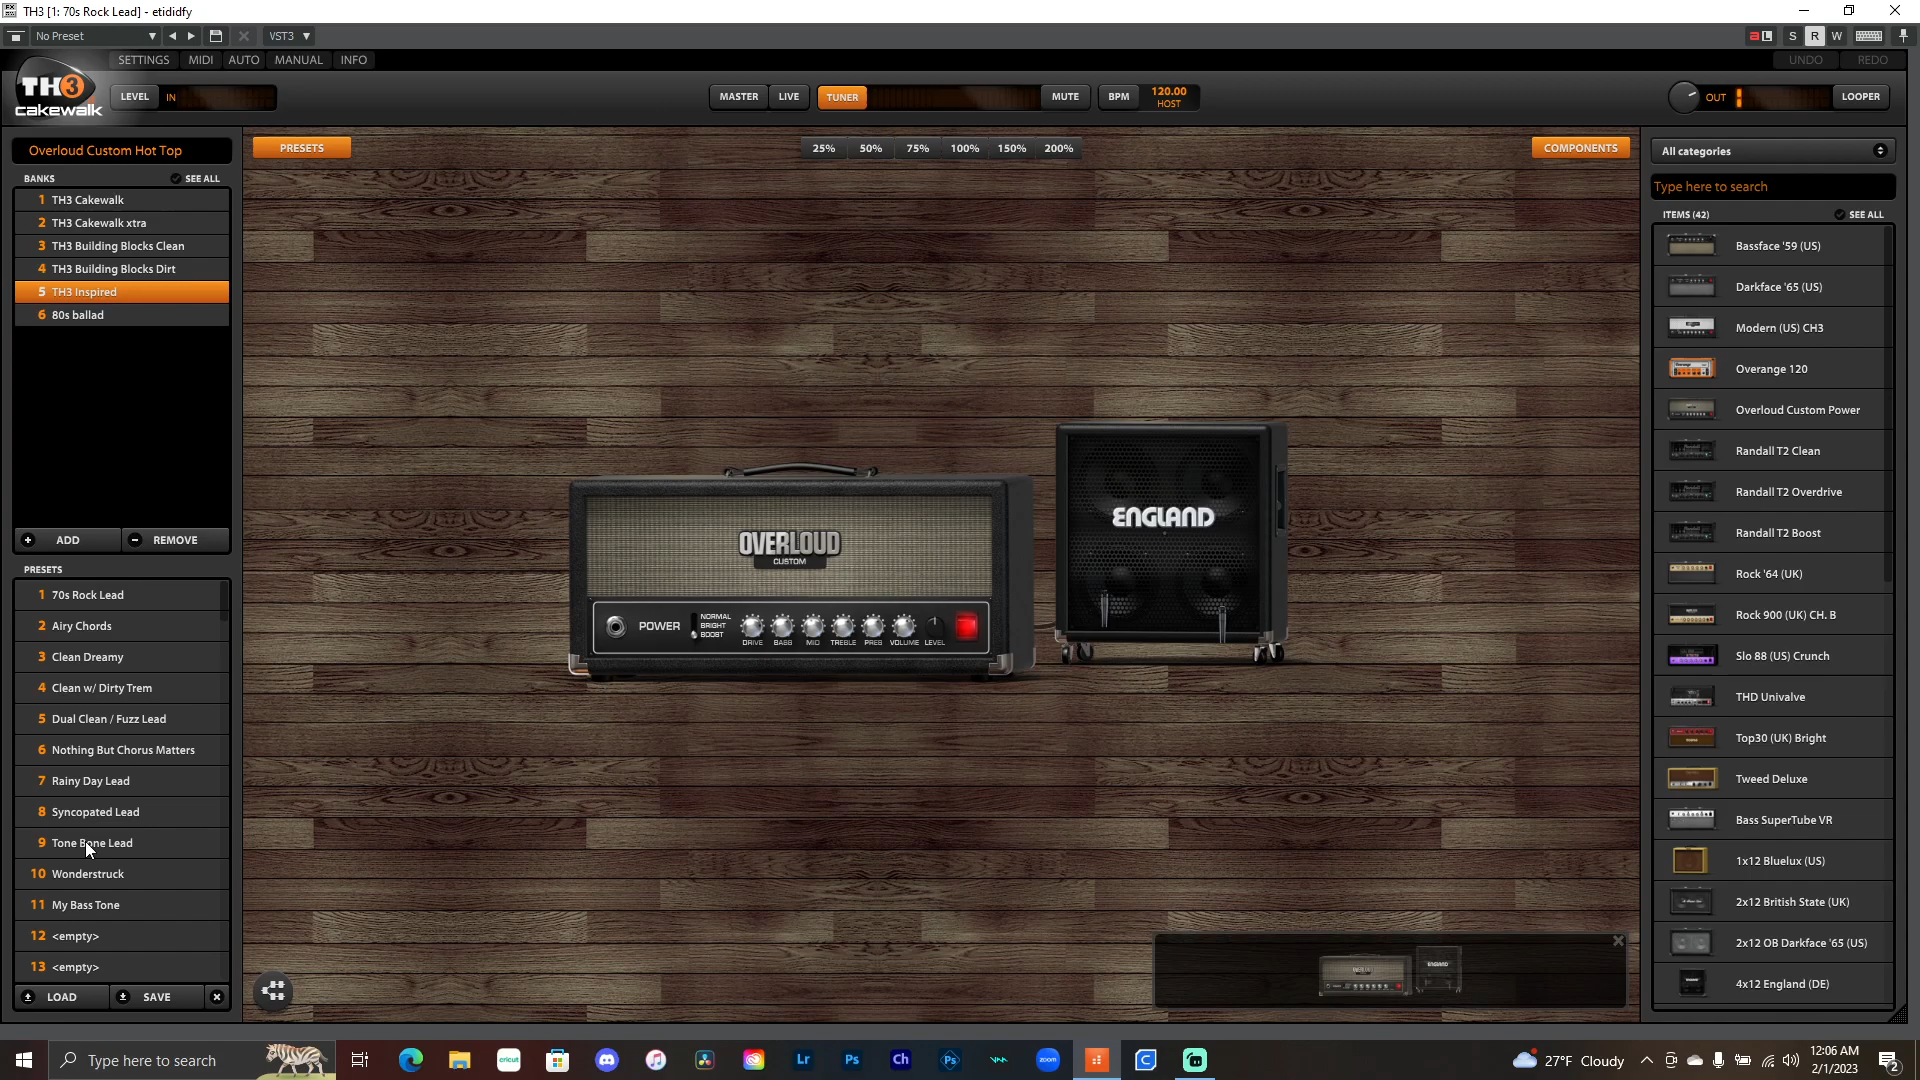 TH3 [1: 70s Rock Lead] - etididfy
No Preset
VST3
S R W
SETTINGS MIDI AUTO MANUAL INFO
UNDO REDO
TH3
cakewalk
LEVEL IN
MASTER LIVE TUNER MUTE BPM 120.00 HOST
OUT LOOPER
Overloud Custom Hot Top
BANKS SEE ALL
1 TH3 Cakewalk
2 TH3 Cakewalk xtra
3 TH3 Building Blocks Clean
4 TH3 Building Blocks Dirt
5 TH3 Inspired
6 80s ballad
ADD REMOVE
PRESETS
1 70s Rock Lead
2 Airy Chords
3 Clean Dreamy
4 Clean w/ Dirty Trem
5 Dual Clean / Fuzz Lead
6 Nothing But Chorus Matters
7 Rainy Day Lead
8 Syncopated Lead
9 Tone Bone Lead
10 Wonderstruck
11 My Bass Tone
12 <empty>
13 <empty>
LOAD SAVE
PRESETS
25% 50% 75% 100% 150% 200%
COMPONENTS
OVERLOUD
CUSTOM
POWER
NORMAL
BRIGHT
BOOST
DRIVE BASS MID TREBLE PRES VOLUME LEVEL
ENGLAND
All categories
Type here to search
ITEMS (42) SEE ALL
Bassface '59 (US)
Darkface '65 (US)
Modern (US) CH3
Overange 120
Overloud Custom Power
Randall T2 Clean
Randall T2 Overdrive
Randall T2 Boost
Rock '64 (UK)
Rock 900 (UK) CH. B
Slo 88 (US) Crunch
THD Univalve
Top30 (UK) Bright
Tweed Deluxe
Bass SuperTube VR
1x12 Bluelux (US)
2x12 British State (UK)
2x12 OB Darkface '65 (US)
4x12 England (DE)
Type here to search
cricut
Lr
Ps
Ch
zoom
27°F Cloudy
12:06 AM
2/1/2023
2